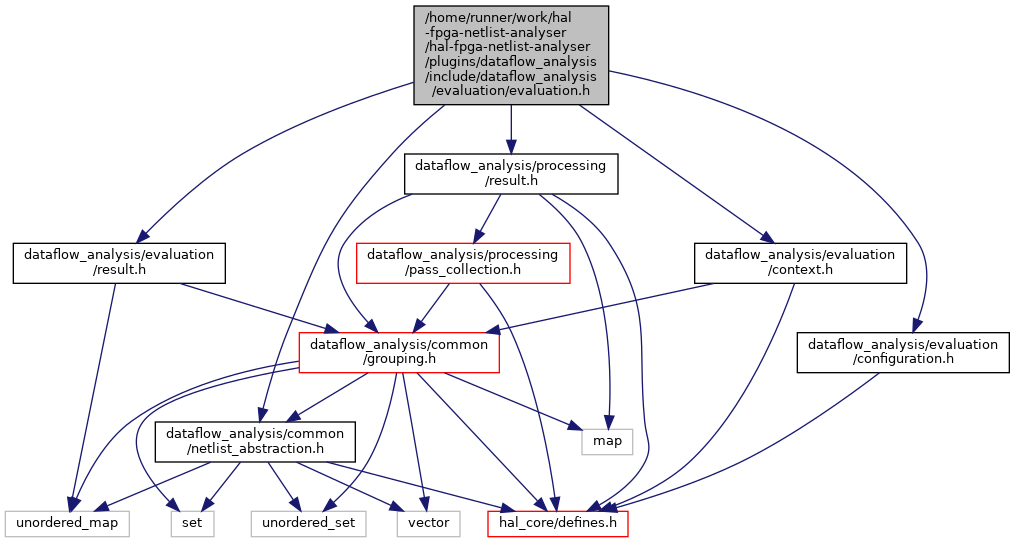 /home/runner/work/hal
-fpga-netlist-analyser
/hal-fpga-netlist-analyser
/plugins/dataflow_analysis
/include/dataflow_analysis
/evaluation/evaluation.h
dataflow_analysis/processing
/result.h
dataflow_analysis/evaluation
/result.h
dataflow_analysis/processing
/pass_collection.h
dataflow_analysis/evaluation
/context.h
dataflow_analysis/common
/grouping.h
dataflow_analysis/evaluation
/configuration.h
dataflow_analysis/common
/netlist_abstraction.h
map
unordered_map
set
unordered_set
vector
hal_core/defines.h